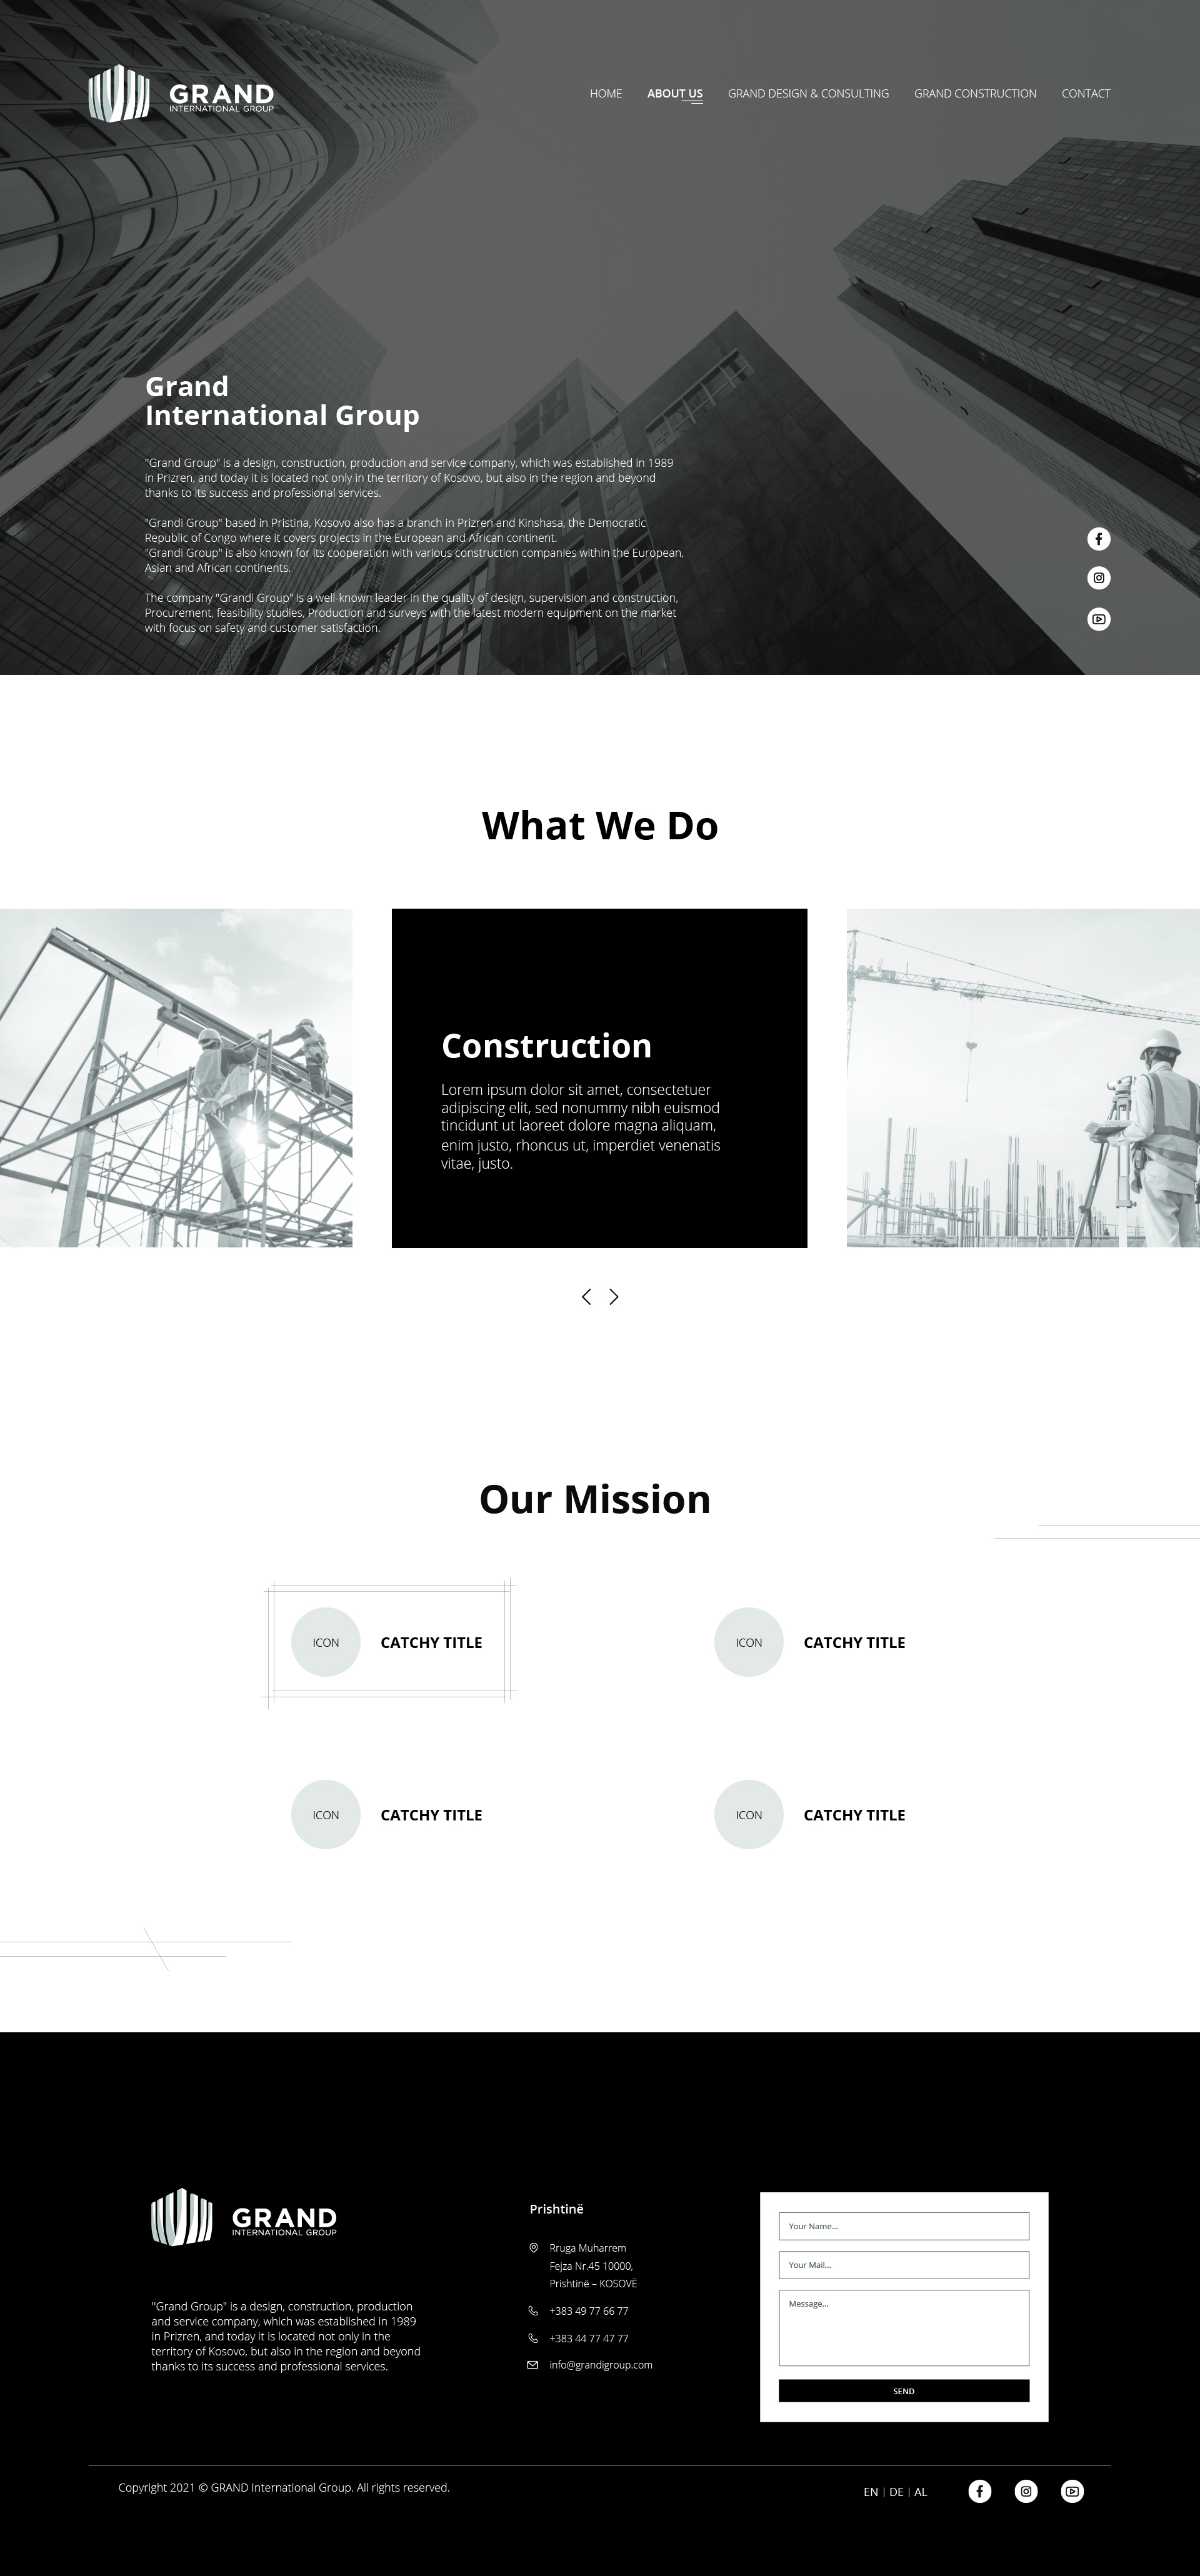 GRAND
INTERNATIONAL GROUP
HOME
ABOUT US
GRAND DESIGN & CONSULTING
GRAND CONSTRUCTION
CONTACT
Grand
International Group
"Grand Group" is a design, construction, production and service company, which was established in 1989
in Prizren, and today it is located not only in the territory of Kosovo, but also in the region and beyond
thanks to its success and professional services.
"Grandi Group" based in Pristina, Kosovo also has a branch in Prizren and Kinshasa, the Democratic
Republic of Congo where it covers projects in the European and African continent.
"Grandi Group" is also known for its cooperation with various construction companies within the European,
Asian and African continents.
The company "Grandi Group" is a well-known leader in the quality of design, supervision and construction,
Procurement, feasibility studies, Production and surveys with the latest modern equipment on the market
with focus on safety and customer satisfaction.
What We Do
Construction
Lorem ipsum dolor sit amet, consectetuer
adipiscing elit, sed nonummy nibh euismod
tincidunt ut laoreet dolore magna aliquam,
enim justo, rhoncus ut, imperdiet venenatis
vitae, justo.
Our Mission
ICON
CATCHY TITLE
ICON
CATCHY TITLE
ICON
CATCHY TITLE
ICON
CATCHY TITLE
GRAND
INTERNATIONAL GROUP
"Grand Group" is a design, construction, production
and service company, which was established in 1989
in Prizren, and today it is located not only in the
territory of Kosovo, but also in the region and beyond
thanks to its success and professional services.
Prishtinë
Rruga Muharrem
Fejza Nr.45 10000,
Prishtinë – KOSOVË
+383 49 77 66 77
+383 44 77 47 77
info@grandigroup.com
Your Name...
Your Mail...
Message...
SEND
Copyright 2021 © GRAND International Group. All rights reserved.
EN | DE | AL